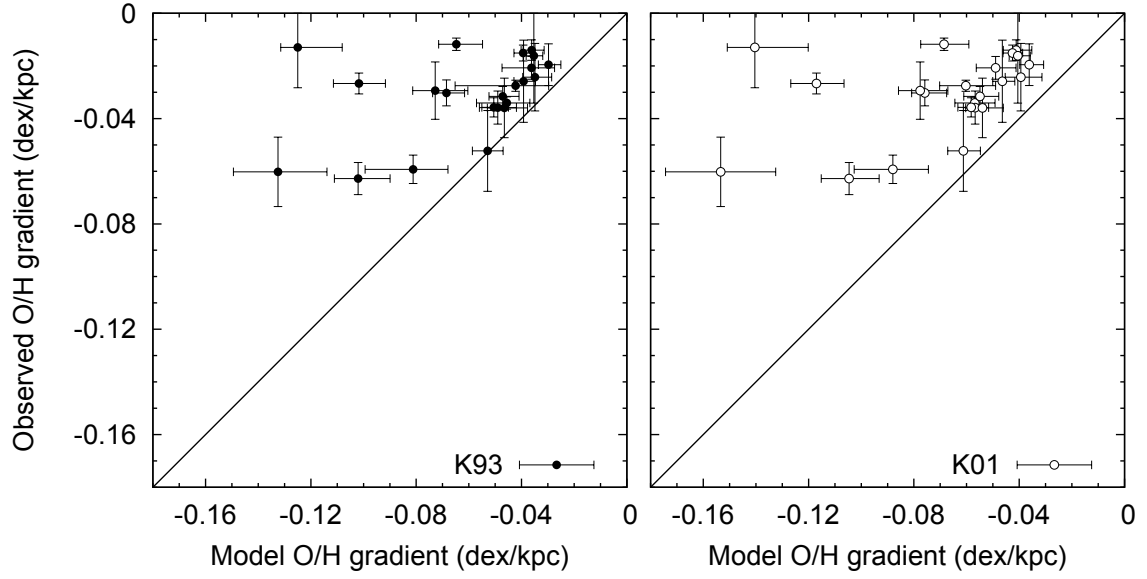 Observed O/H gradient (dex/kpc)
0
-0.04
-0.08
-0.12
-0.16
K93
K01
-0.16 -0.12 -0.08 -0.04 0 -0.16 -0.12 -0.08 -0.04 0
Model O/H gradient (dex/kpc) Model O/H gradient (dex/kpc)